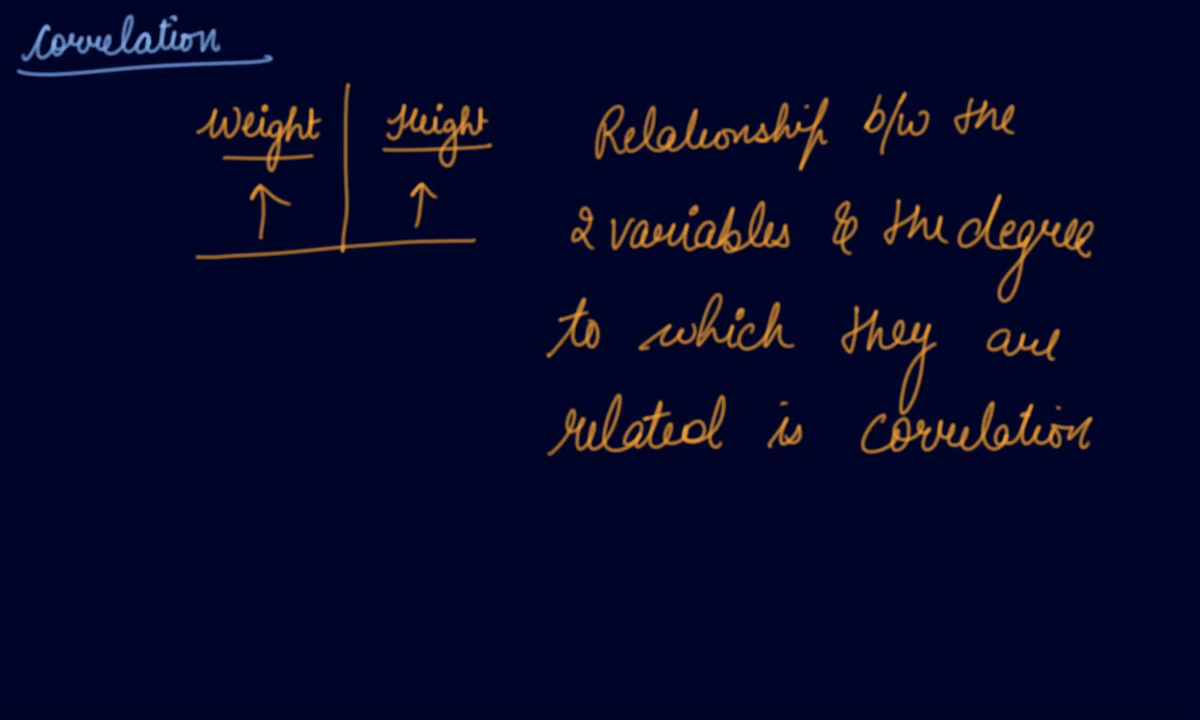 Correlation
Weight Height
↑ ↑
Relationship b/w the
2 variables & the degree
to which they are
related is correlation